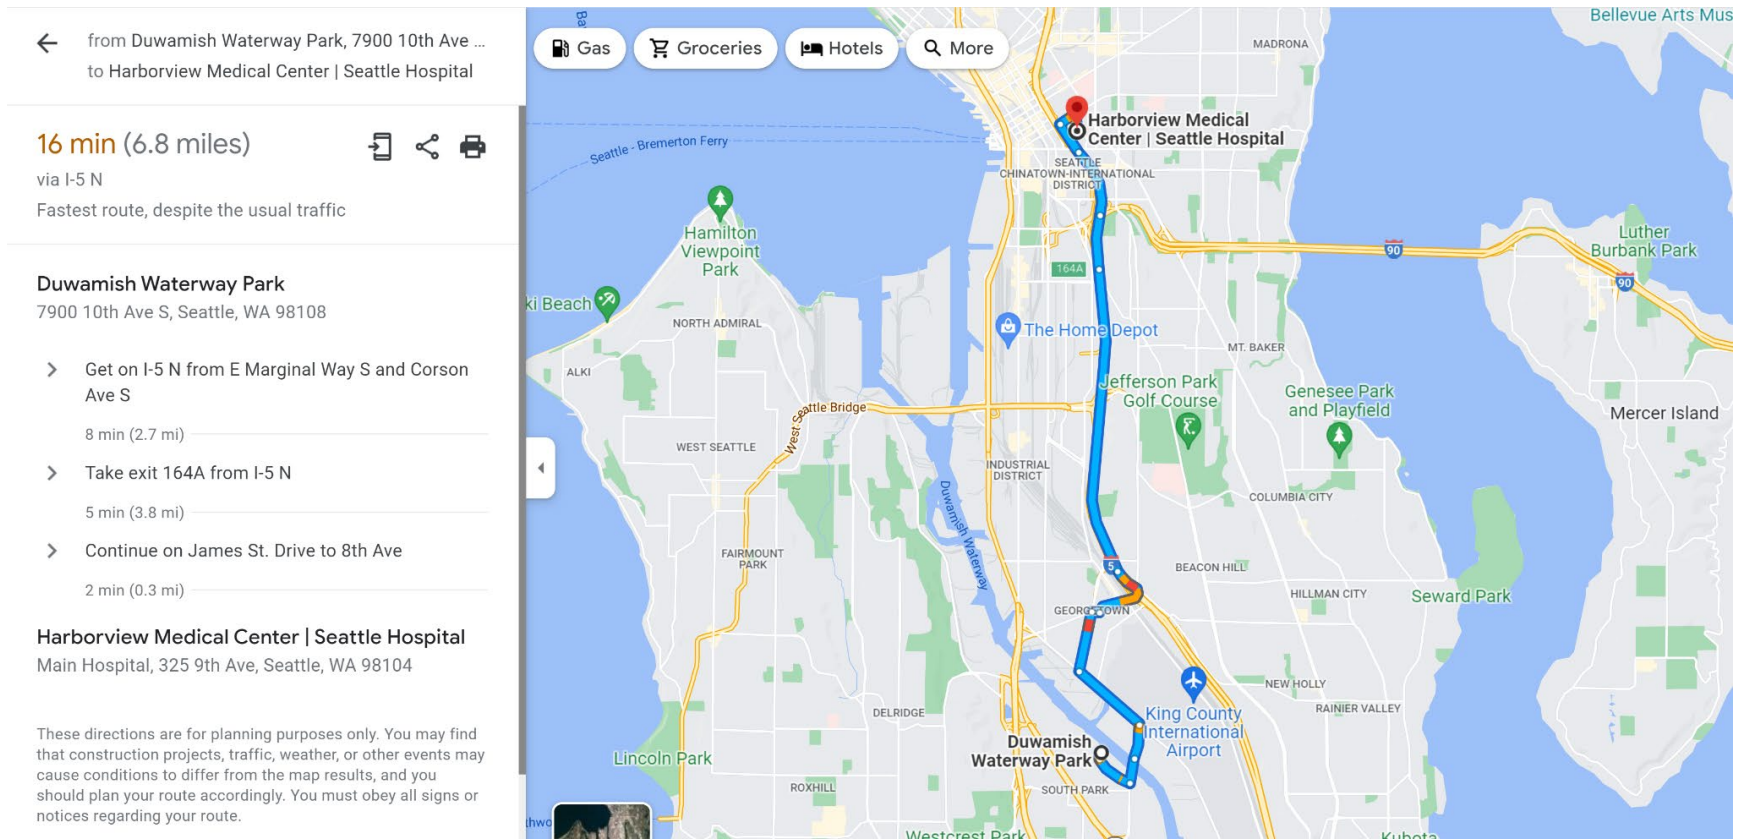 from Duwamish Waterway Park, 7900 10th Ave ...
to Harborview Medical Center | Seattle Hospital
16 min (6.8 miles)
via I-5 N
Fastest route, despite the usual traffic
Duwamish Waterway Park
7900 10th Ave S, Seattle, WA 98108
Get on I-5 N from E Marginal Way S and Corson
Ave S
8 min (2.7 mi)
Take exit 164A from I-5 N
5 min (3.8 mi)
Continue on James St. Drive to 8th Ave
2 min (0.3 mi)
Harborview Medical Center | Seattle Hospital
Main Hospital, 325 9th Ave, Seattle, WA 98104
These directions are for planning purposes only. You may find
that construction projects, traffic, weather, or other events may
cause conditions to differ from the map results, and you
should plan your route accordingly. You must obey all signs or
notices regarding your route.
Gas
Groceries
Hotels
More
Bellevue Arts Mus
MADRONA
Harborview Medical
Center | Seattle Hospital
Seattle - Bremerton Ferry
SEATTLE
CHINATOWN-INTERNATIONAL
DISTRICT
Hamilton
Viewpoint
Park
Luther
Burbank Park
90
90
164A
ki Beach
NORTH ADMIRAL
The Home Depot
MT. BAKER
ALKI
Jefferson Park
Golf Course
Genesee Park
and Playfield
West Seattle Bridge
Mercer Island
WEST SEATTLE
INDUSTRIAL
DISTRICT
COLUMBIA CITY
Duwamish Waterway
FAIRMOUNT
PARK
5
BEACON HILL
HILLMAN CITY
Seward Park
GEORGETOWN
NEW HOLLY
RAINIER VALLEY
DELRIDGE
King County
International
Airport
Duwamish
Waterway Park
Lincoln Park
ROXHILL
SOUTH PARK
Westcrest Park
Kubota